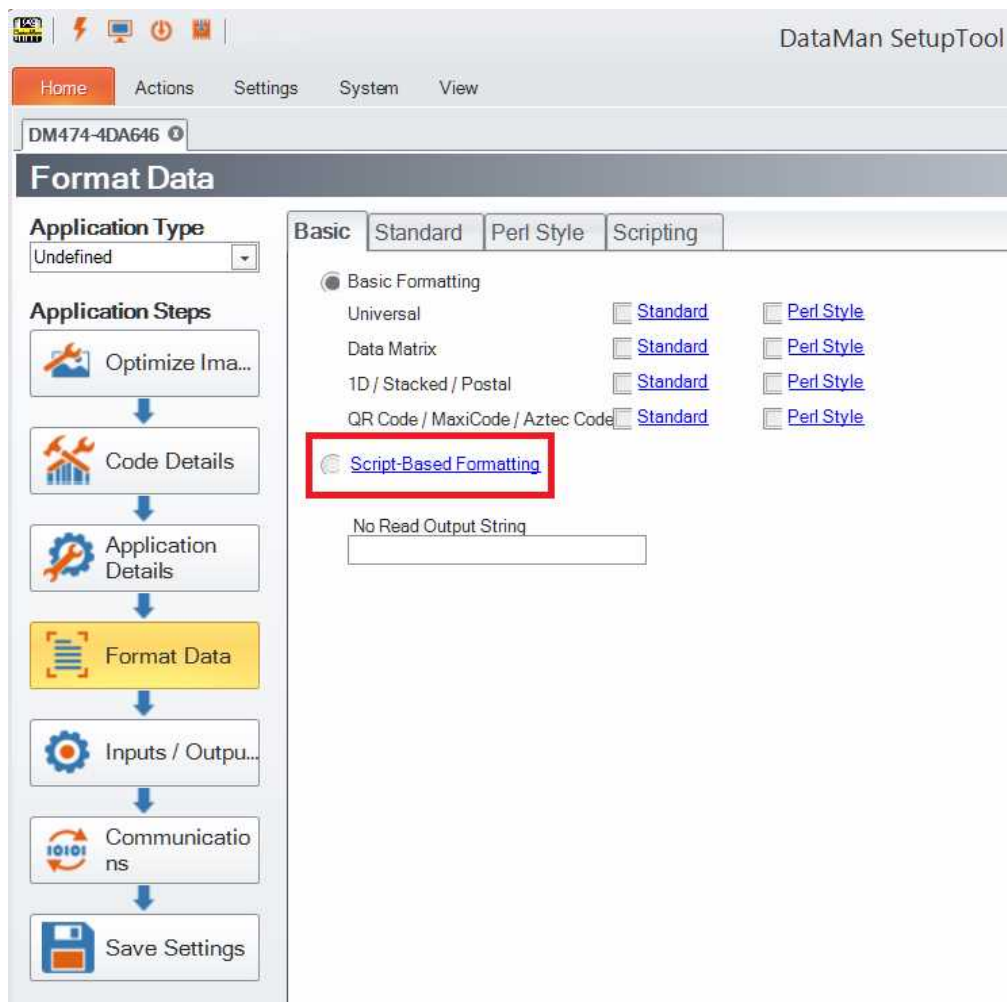 DataMan SetupTool
Home Actions Settings System View
DM474-4DA646
Format Data
Application Type
Undefined
Application Steps
Optimize Ima...
Code Details
Application
Details
Format Data
Inputs / Outpu...
Communicatio
ns
Save Settings
Basic Standard Perl Style Scripting
Basic Formatting
Universal Standard Perl Style
Data Matrix Standard Perl Style
1D / Stacked / Postal Standard Perl Style
QR Code / MaxiCode / Aztec Code Standard Perl Style
Script-Based Formatting
No Read Output String